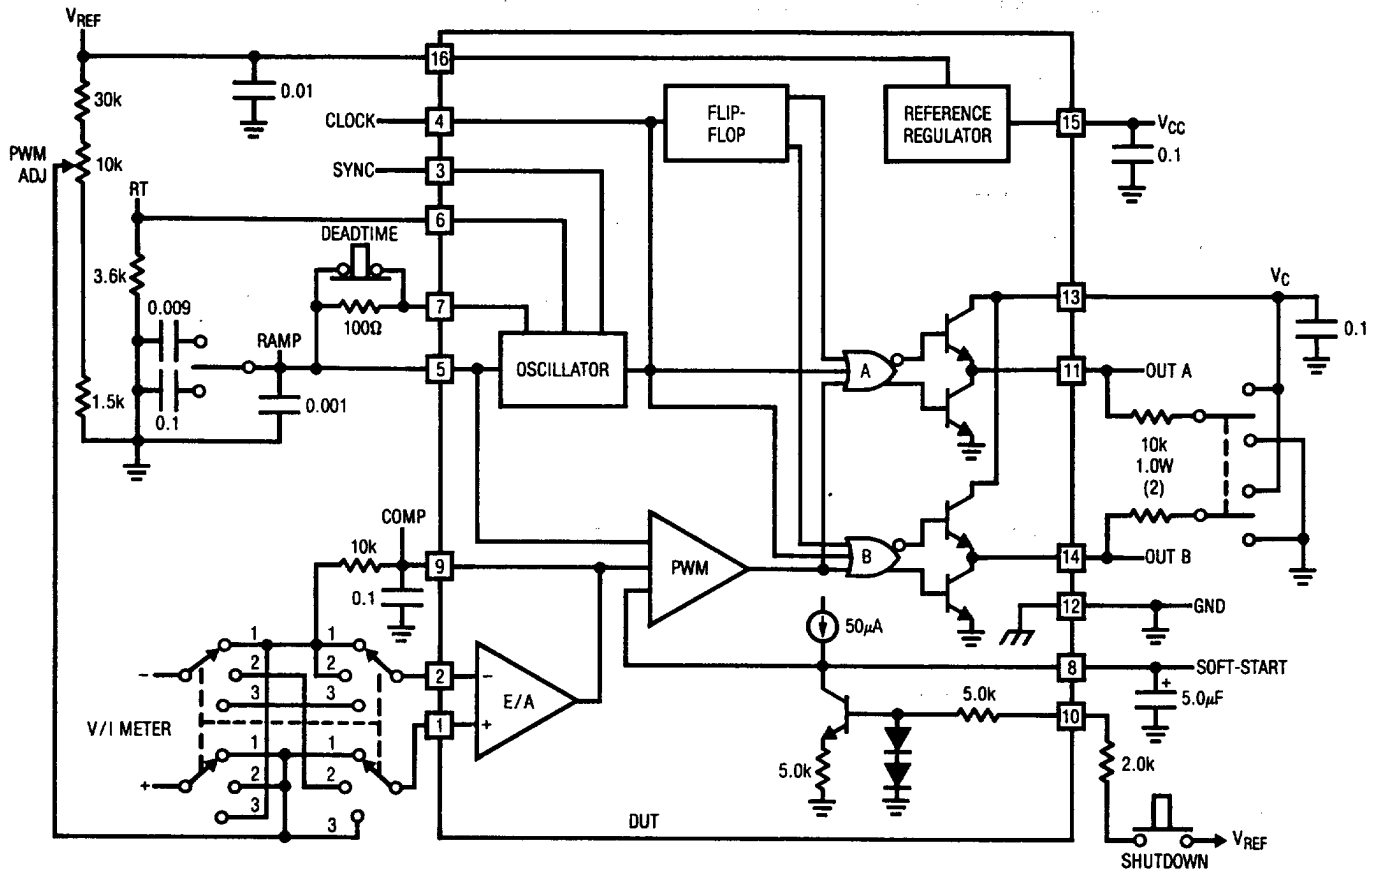 VREF
16
30k
0.01
FLIP-
FLOP
REFERENCE
REGULATOR
CLOCK
4
15
VCC
0.1
PWM
ADJ
10k
SYNC
3
RT
6
DEADTIME
3.6k
7
100Ω
0.009
RAMP
5
OSCILLATOR
0.1
0.001
1.5k
A
13
VC
0.1
11
OUT A
10k
1.0W
(2)
COMP
10k
9
0.1
PWM
B
14
OUT B
12
GND
50µA
8
SOFT-START
+
5.0µF
1
1
2
2
3
3
−
2
−
E/A
1
+
V/I METER
1
1
2
2
3
3
+
5.0k
10
5.0k
2.0k
DUT
VREF
SHUTDOWN